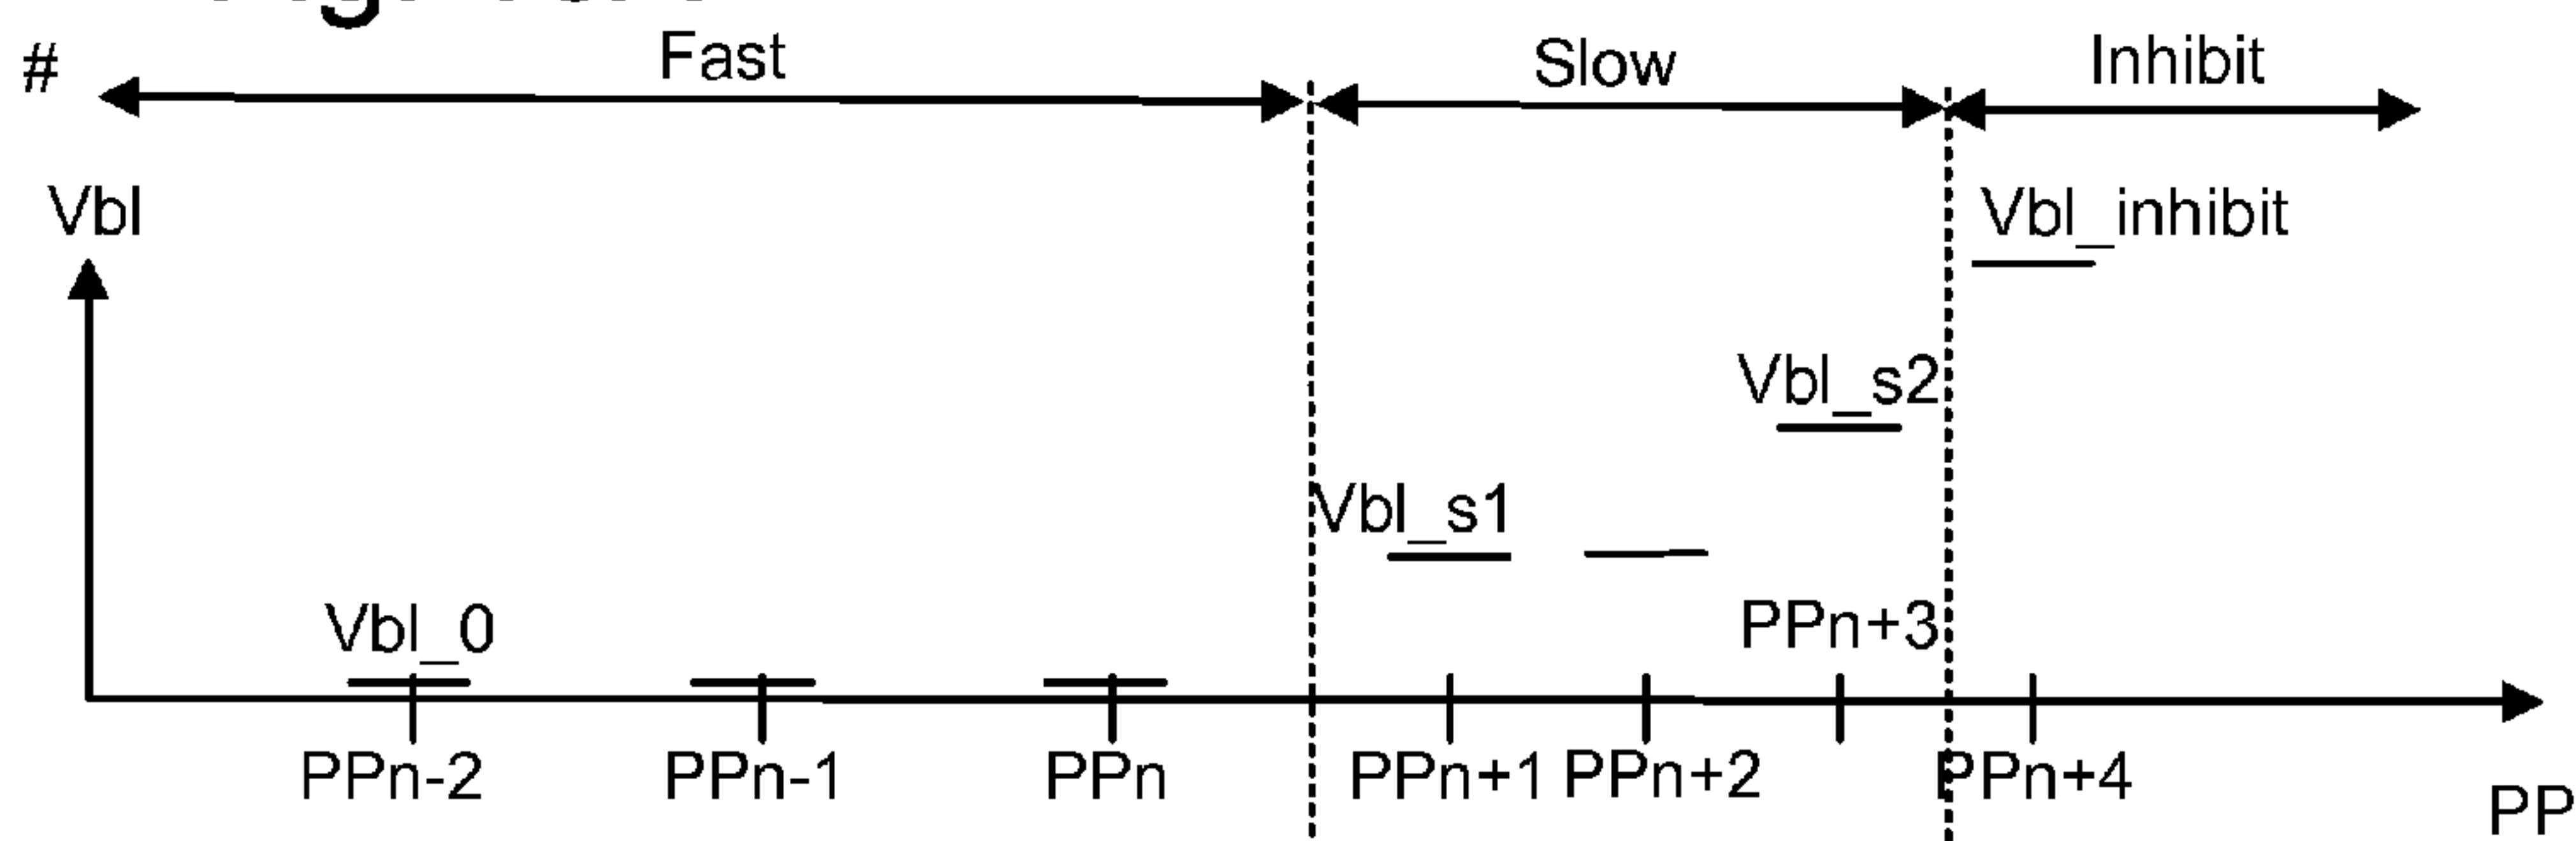 #
Fast
Slow
Inhibit
Vbl
Vbl_inhibit
Vbl_s2
Vbl_s1
Vbl_0
PPn+3
PPn-2
PPn-1
PPn
PPn+1
PPn+2
PPn+4
PP